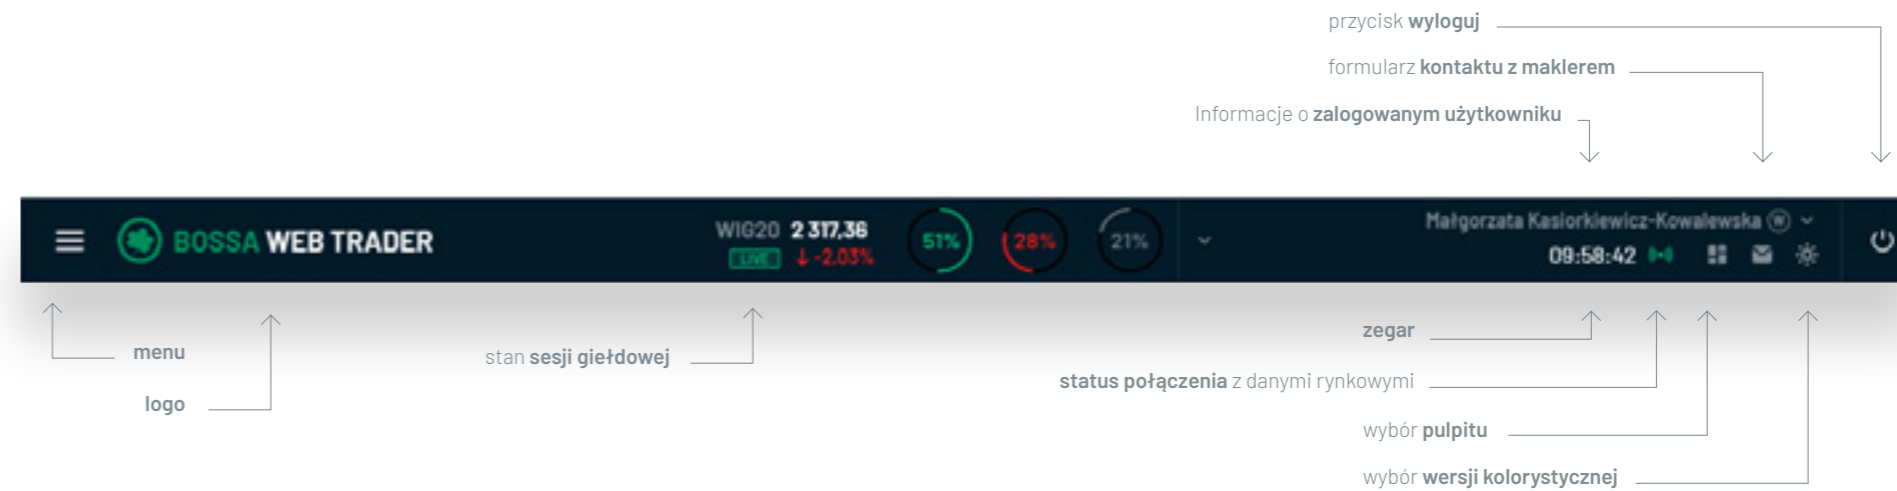 przycisk wyloguj
formularz kontaktu z maklerem
Informacje o zalogowanym użytkowniku
BOSSA WEB TRADER
WIG20 2 317,36
LIVE ↓ -2,03%
51%
28%
21%
Małgorzata Kasiorkiewicz-Kowalewska W
09:58:42
menu
logo
stan sesji giełdowej
zegar
status połączenia z danymi rynkowymi
wybór pulpitu
wybór wersji kolorystycznej